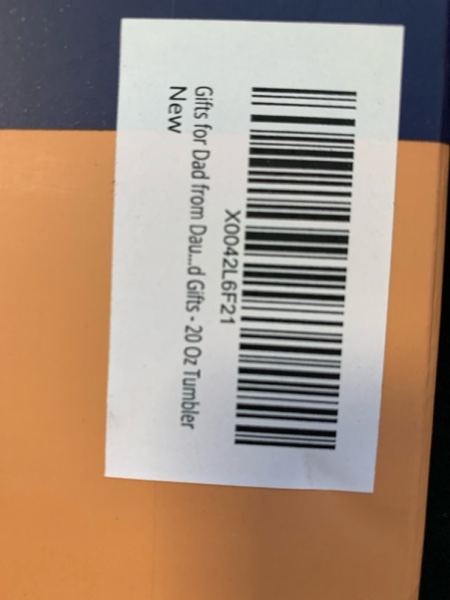 X0042L6F21
Gifts for Dad from Dau...d Gifts - 20 Oz Tumbler
New